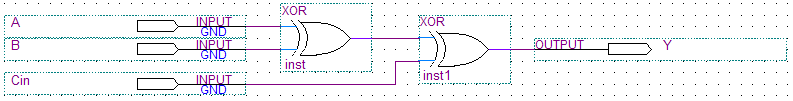 A INPUT
GND
B INPUT
GND
Cin INPUT
GND
XOR
inst
XOR
inst1
OUTPUT Y